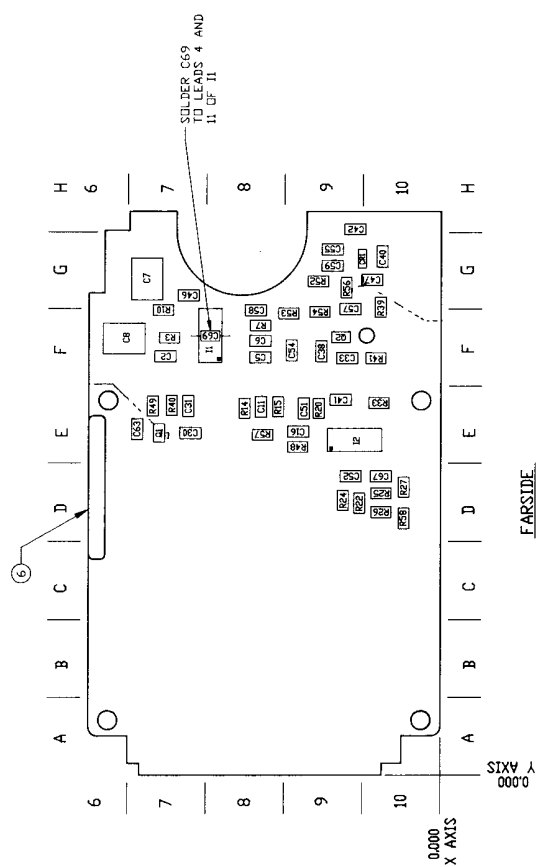 SOLDER C69
TO LEADS 4 AND
11 OF I1
6
A B C D E F G H
6
7
8
9
10
C8
C7
C46
R10
R3
C2
C69
I1
C58
R7
C6
C5
R53
C54
R52
C59
C55
C42
CR1
C40
R56
C47
R54
C57
R39
Q2
C38
C33
R41
R49
R40
C31
C63
Q1
C30
R14
C11
R15
R57
C16
R48
C51
R20
C41
R33
I2
C52
C67
R24
R22
R25
R26
R27
R58
6
7
8
9
10
A B C D E F G H
0.000
X AXIS
0.000
Y AXIS
FARSIDE